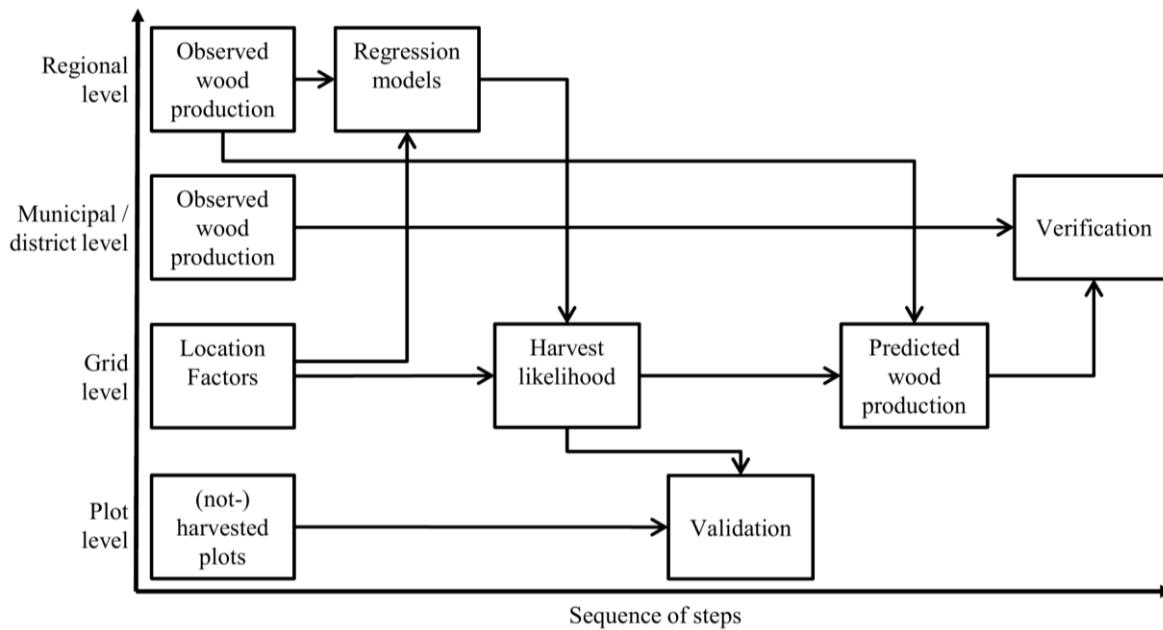 Regional
level
Observed
wood
production
Regression
models
Municipal /
district level
Observed
wood
production
Verification
Grid
level
Location
Factors
Harvest
likelihood
Predicted
wood
production
Plot
level
(not-)
harvested
plots
Validation
Sequence of steps